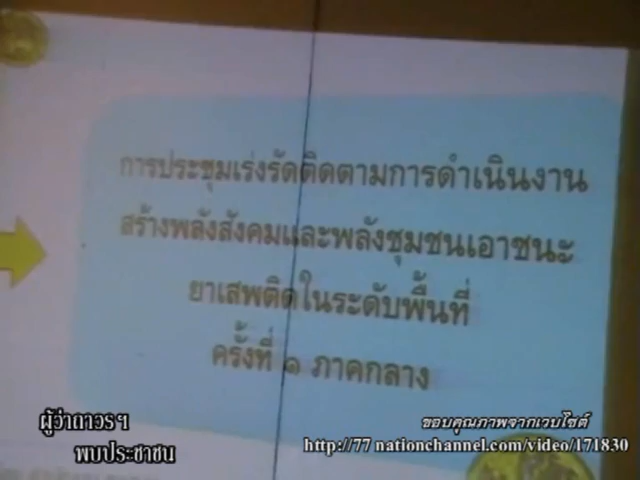 การประชุมเร่งรัดติดตามการดำเนินงาน
สร้างพลังสังคมและพลังชุมชนเอาชนะ
ยาเสพติดในระดับพื้นที่
ครั้งที่ ๑ ภาคกลาง
ผู้ว่าถาวรฯ
พบประชาชน
ขอบคุณภาพจากเวบไซต์
http://77 nationchannel.com/video/171830